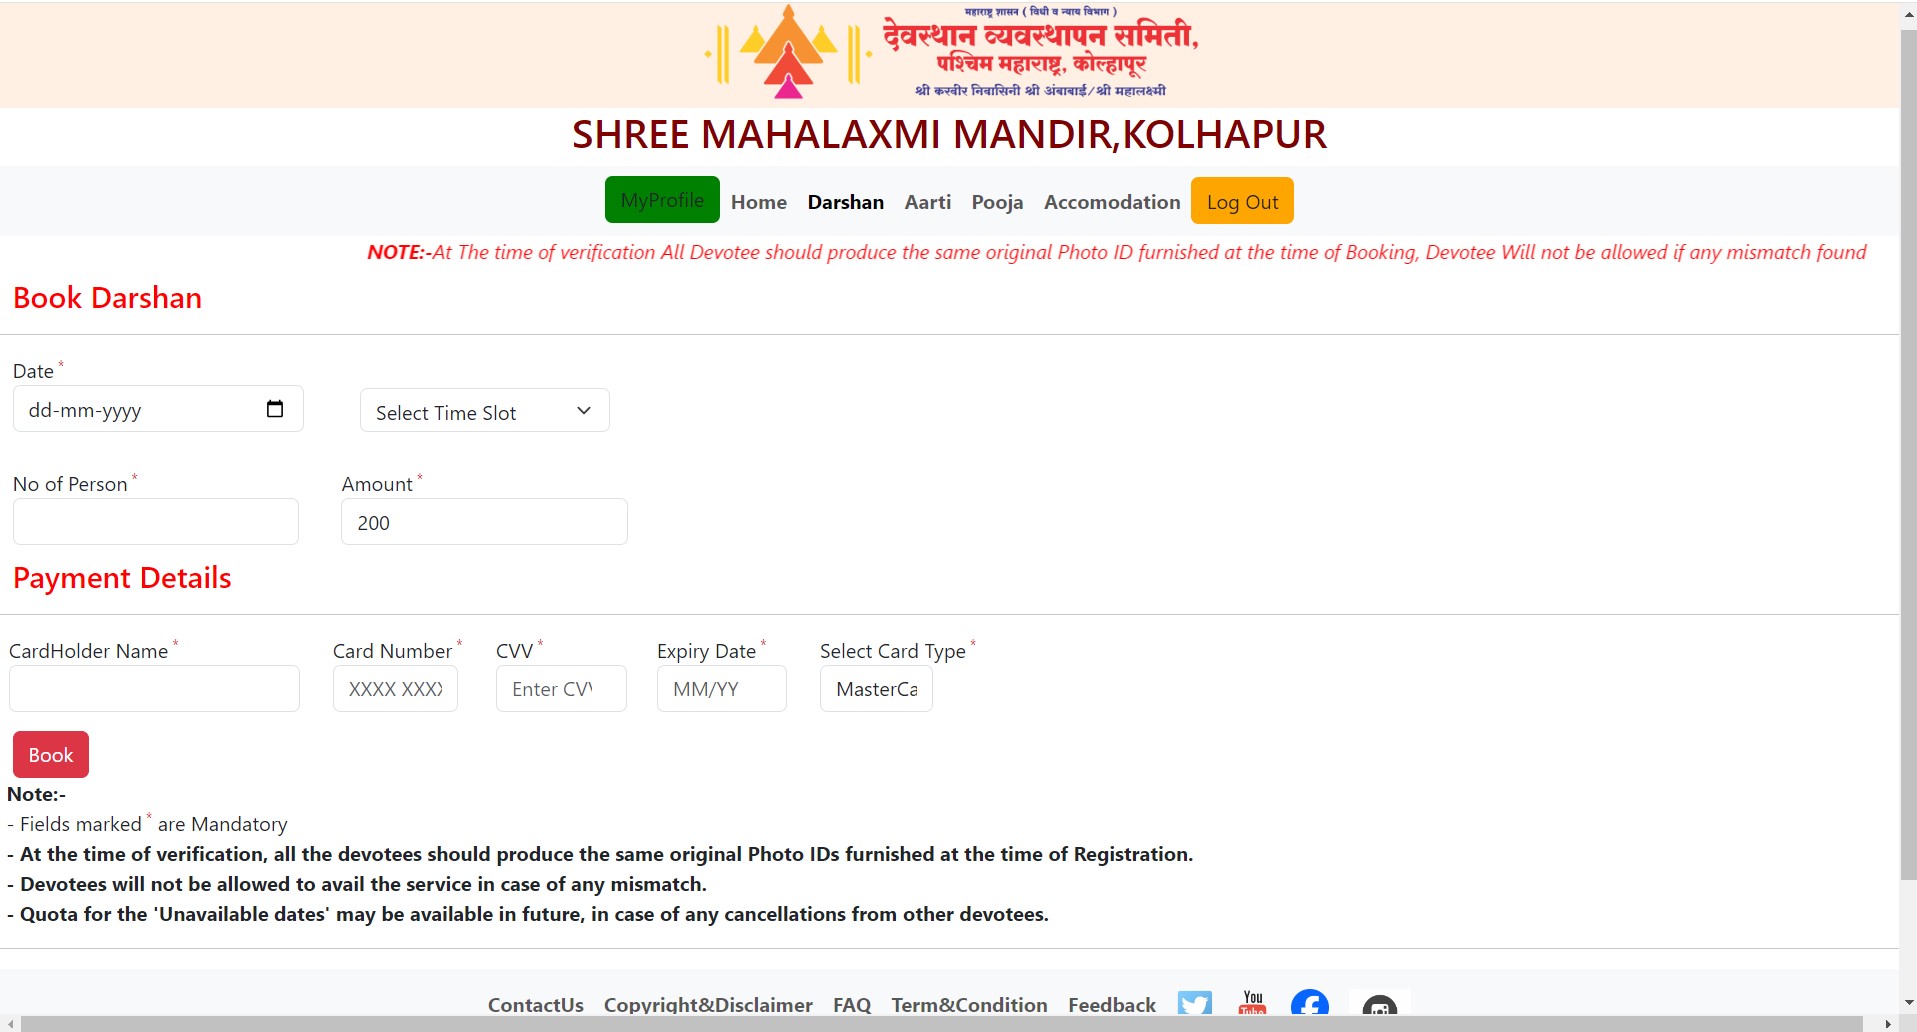 महाराष्ट्र शासन ( विधी व न्याय विभाग )
देवस्थान व्यवस्थापन समिती,
पश्चिम महाराष्ट्र, कोल्हापूर
श्री करवीर निवासिनी श्री अंबाबाई/श्री महालक्ष्मी
SHREE MAHALAXMI MANDIR,KOLHAPUR
MyProfile Home Darshan Aarti Pooja Accomodation Log Out
NOTE:-At The time of verification All Devotee should produce the same original Photo ID furnished at the time of Booking, Devotee Will not be allowed if any mismatch found
Book Darshan
Date *
dd-mm-yyyy Select Time Slot
No of Person * Amount *
200
Payment Details
CardHolder Name * Card Number * CVV * Expiry Date * Select Card Type *
XXXX XXXX Enter CVV MM/YY MasterCa
Book
Note:-
- Fields marked * are Mandatory
- At the time of verification, all the devotees should produce the same original Photo IDs furnished at the time of Registration.
- Devotees will not be allowed to avail the service in case of any mismatch.
- Quota for the 'Unavailable dates' may be available in future, in case of any cancellations from other devotees.
ContactUs Copyright&Disclaimer FAQ Term&Condition Feedback You Tube